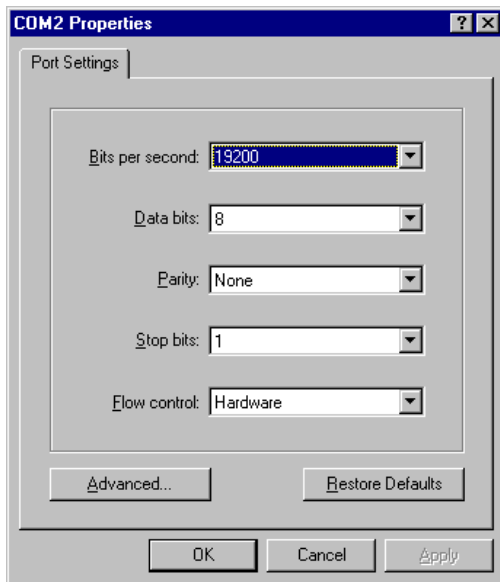 COM2 Properties
Port Settings
Bits per second: 19200
Data bits: 8
Parity: None
Stop bits: 1
Flow control: Hardware
Advanced... Restore Defaults
OK Cancel Apply